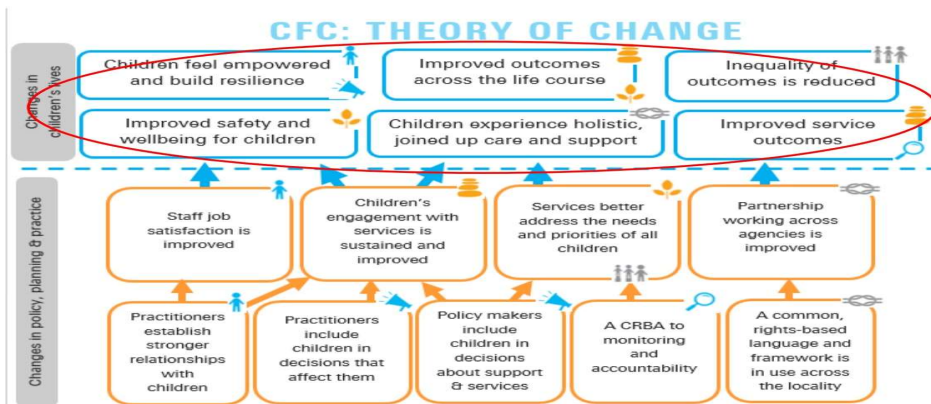 CFC: THEORY OF CHANGE
Changes in
children's lives
Children feel empowered
and build resilience
Improved outcomes
across the life course
Inequality of
outcomes is reduced
Improved safety and
wellbeing for children
Children experience holistic,
joined up care and support
Improved service
outcomes
Changes in policy, planning & practice
Staff job
satisfaction is
improved
Children's
engagement with
services is
sustained and
improved
Services better
address the needs
and priorities of all
children
Partnership
working across
agencies is
improved
Practitioners
establish
stronger
relationships
with
children
Practitioners
include
children in
decisions that
affect them
Policy makers
include children
in decisions
about support
& services
A CRBA to
monitoring
and
accountability
A common,
rights-based
language and
framework is
in use across
the locality